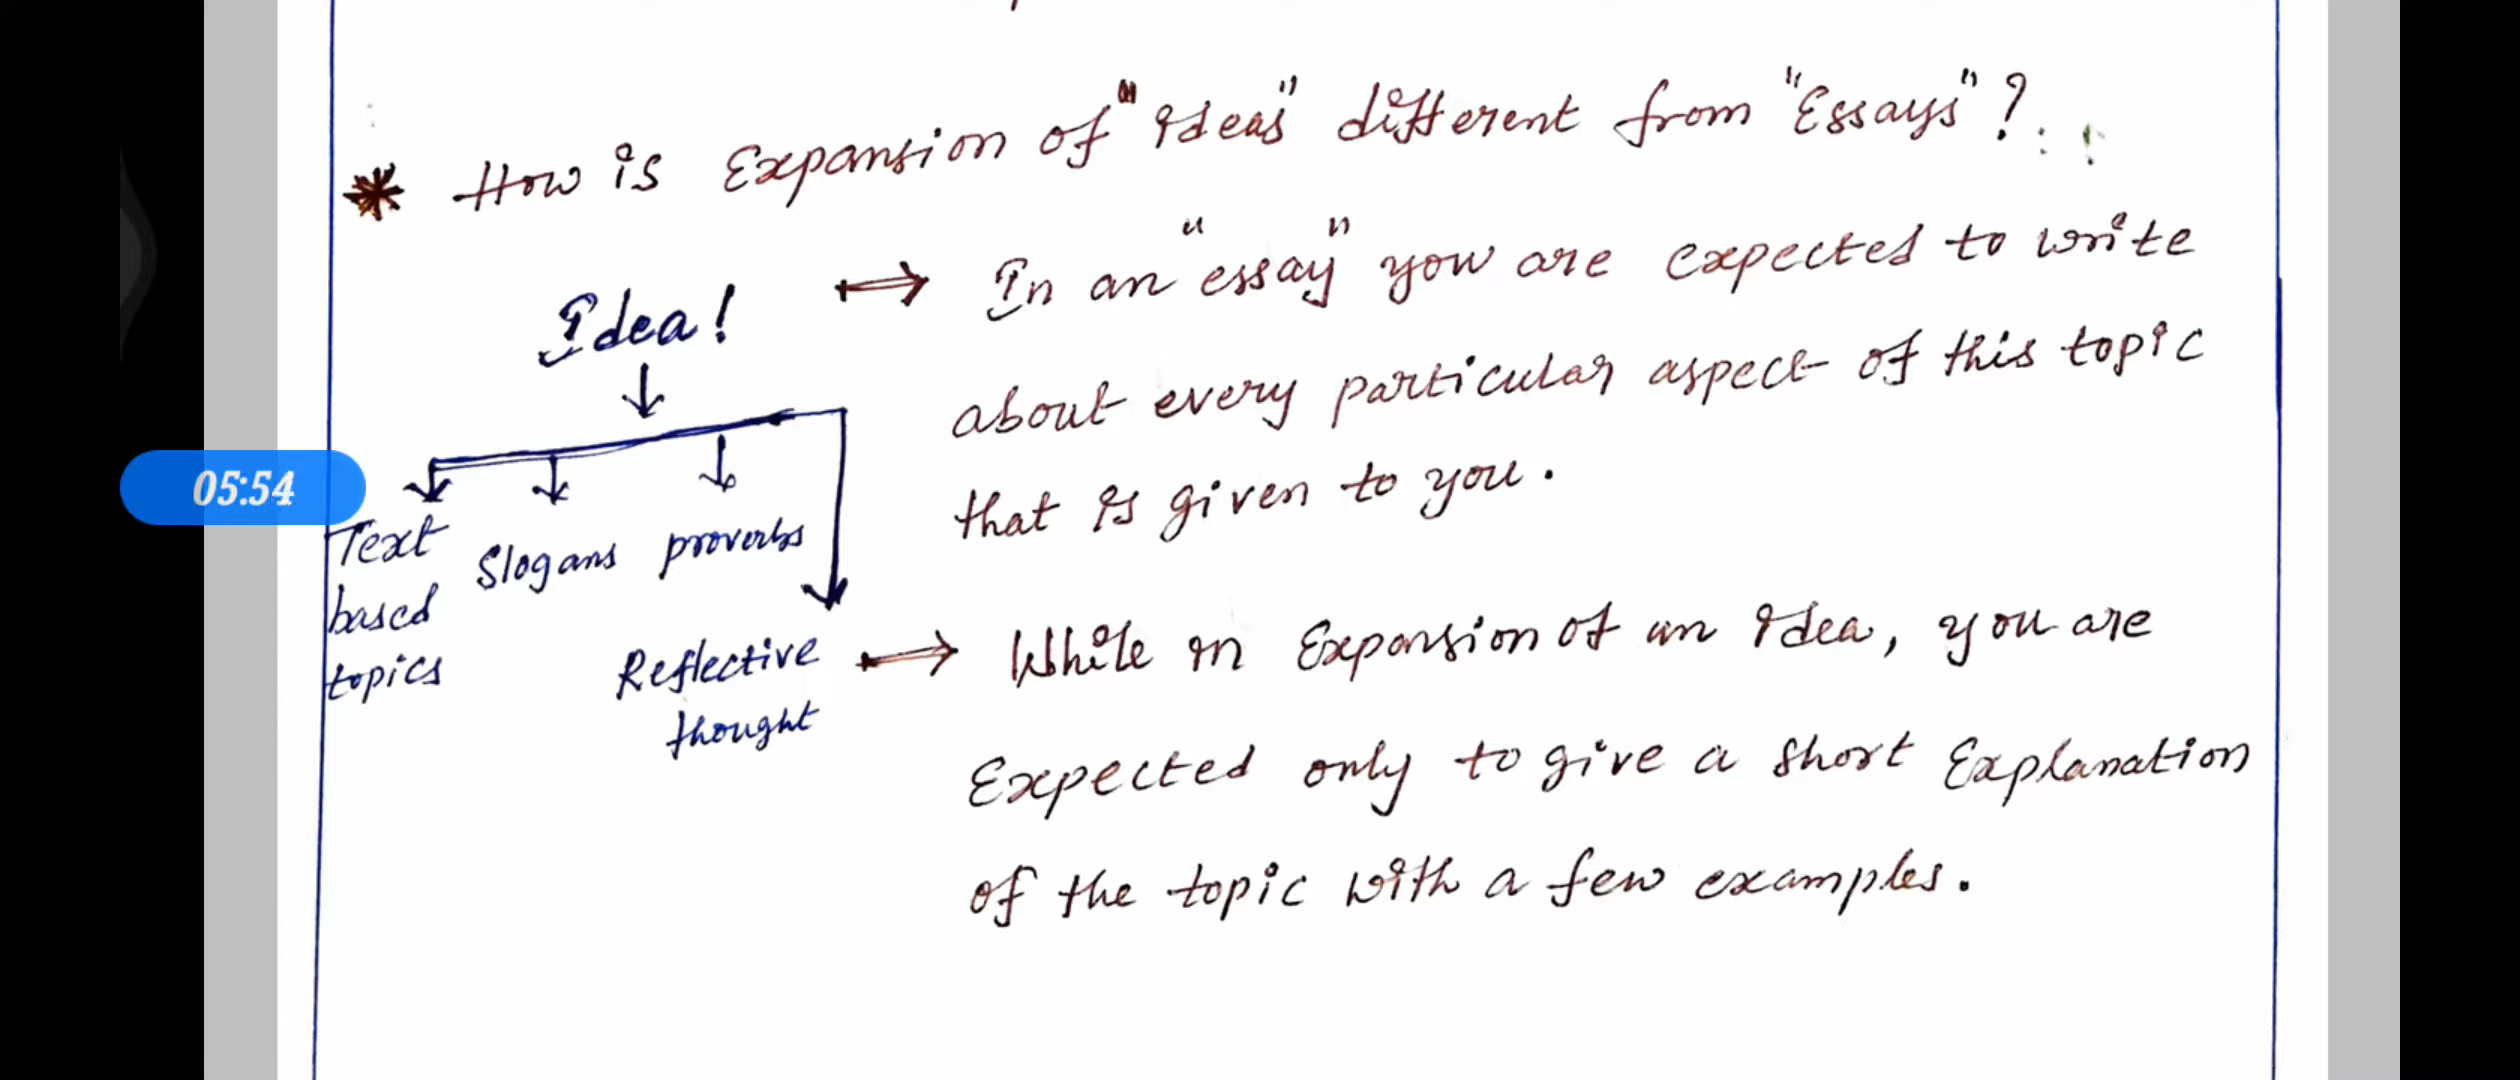 * How is Expansion of "Ideas" different from "Essays"?
Idea!
Text based topics
Slogans
proverbs
Reflective thought
⇒ In an "essay" you are expected to write
about every particular aspect of this topic
that is given to you.
⇒ While in Expansion of an idea, you are
Expected only to give a short Explanation
of the topic with a few examples.
05:54